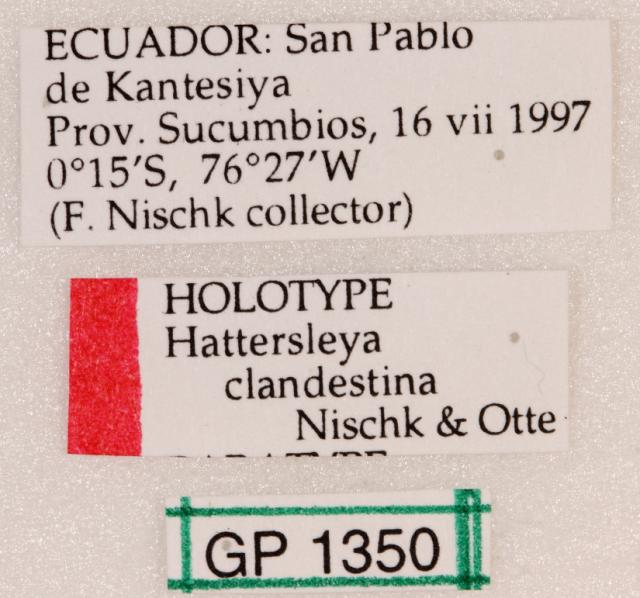 ECUADOR: San Pablo
de Kantesiya
Prov. Sucumbios, 16 vii 1997
0°15'S, 76°27'W
(F. Nischk collector)
HOLOTYPE
Hattersleya
clandestina
Nischk & Otte
GP 1350